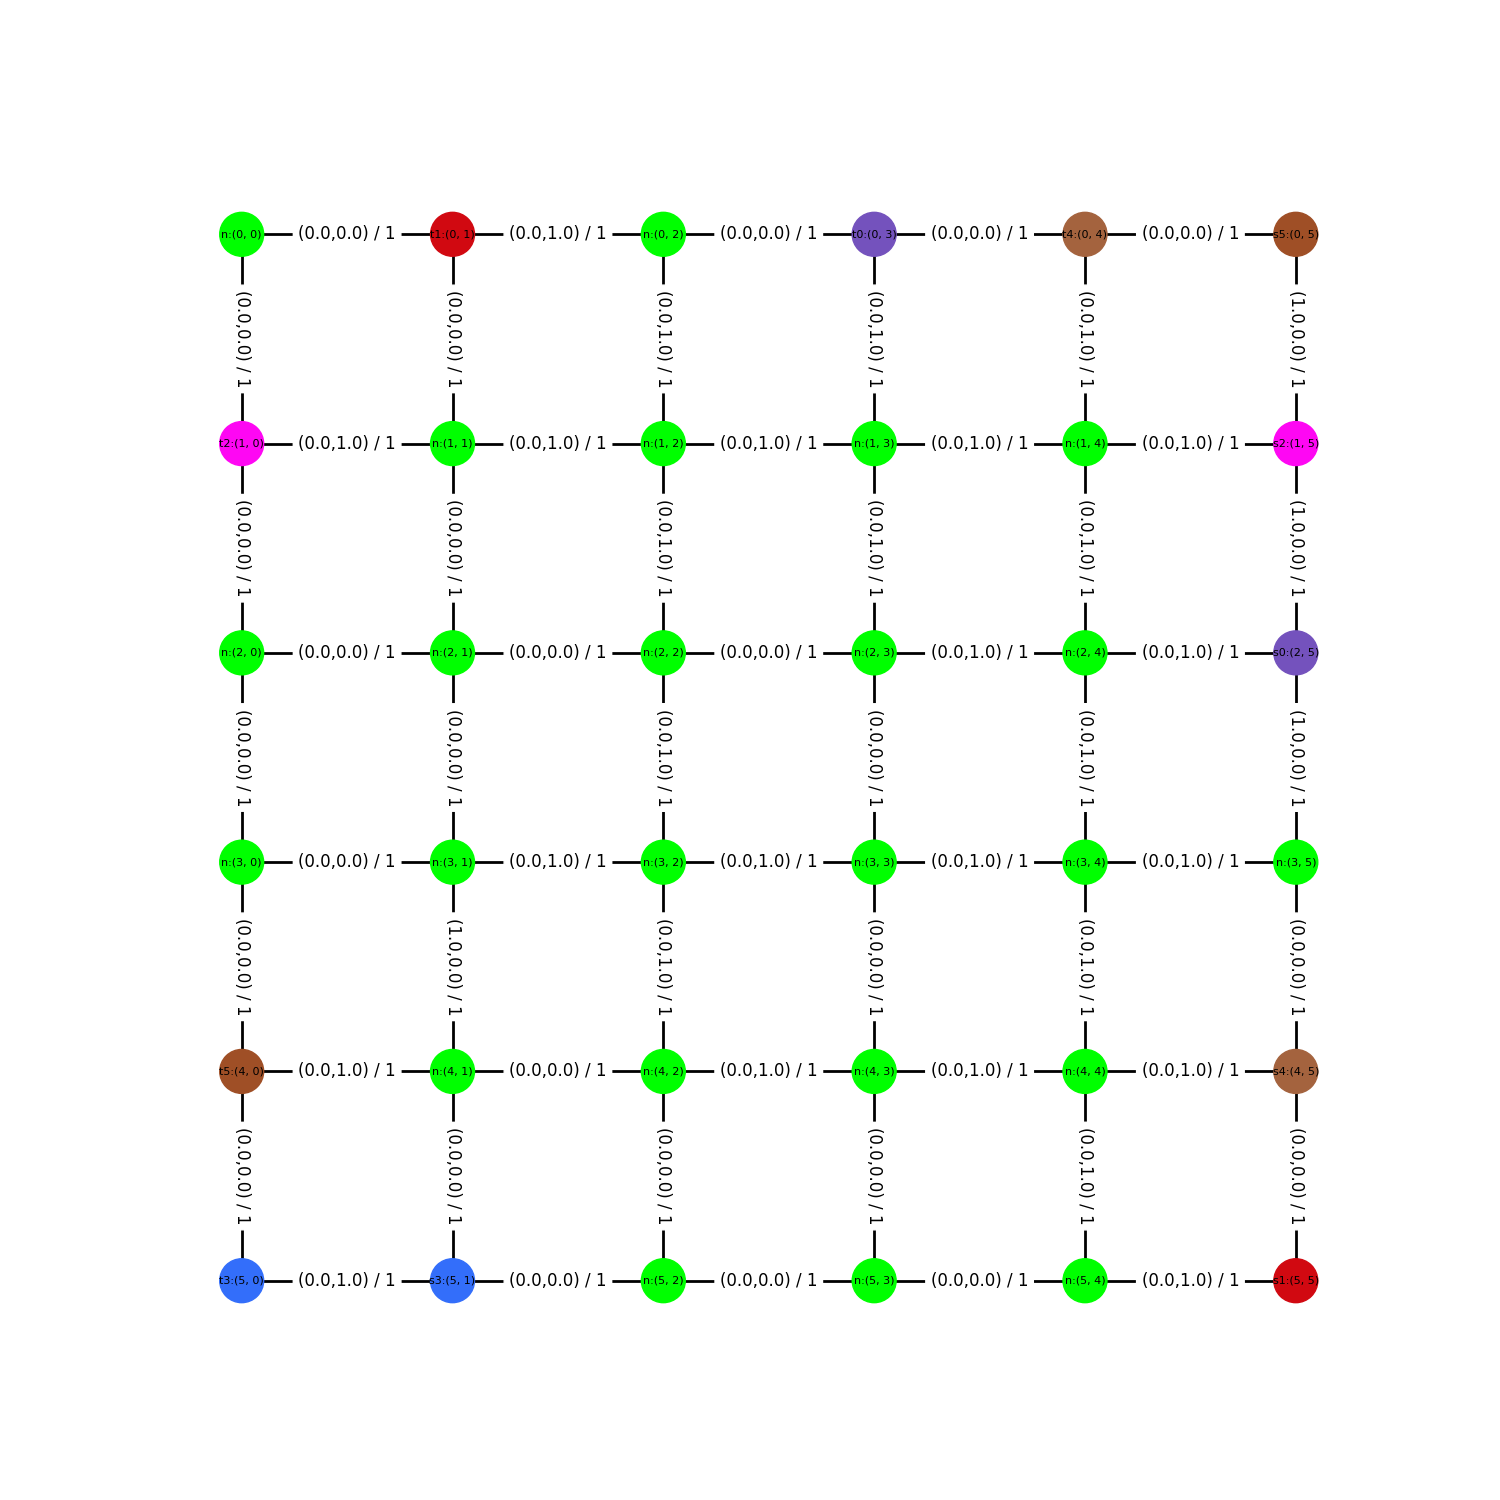 n:(0, 0) (0.0,0.0) / 1 t1:(0, 1) (0.0,1.0) / 1 n:(0, 2) (0.0,0.0) / 1 t0:(0, 3) (0.0,0.0) / 1 t4:(0, 4) (0.0,0.0) / 1 s5:(0, 5)
(0.0,0.0) / 1 (0.0,0.0) / 1 (0.0,1.0) / 1 (0.0,1.0) / 1 (0.0,1.0) / 1 (1.0,0.0) / 1
t2:(1, 0) (0.0,1.0) / 1 n:(1, 1) (0.0,1.0) / 1 n:(1, 2) (0.0,1.0) / 1 n:(1, 3) (0.0,1.0) / 1 n:(1, 4) (0.0,1.0) / 1 s2:(1, 5)
(0.0,0.0) / 1 (0.0,0.0) / 1 (0.0,1.0) / 1 (0.0,1.0) / 1 (0.0,1.0) / 1 (1.0,0.0) / 1
n:(2, 0) (0.0,0.0) / 1 n:(2, 1) (0.0,0.0) / 1 n:(2, 2) (0.0,0.0) / 1 n:(2, 3) (0.0,1.0) / 1 n:(2, 4) (0.0,1.0) / 1 s0:(2, 5)
(0.0,0.0) / 1 (0.0,0.0) / 1 (0.0,1.0) / 1 (0.0,0.0) / 1 (0.0,1.0) / 1 (1.0,0.0) / 1
n:(3, 0) (0.0,0.0) / 1 n:(3, 1) (0.0,1.0) / 1 n:(3, 2) (0.0,1.0) / 1 n:(3, 3) (0.0,1.0) / 1 n:(3, 4) (0.0,1.0) / 1 n:(3, 5)
(0.0,0.0) / 1 (1.0,0.0) / 1 (0.0,1.0) / 1 (0.0,0.0) / 1 (0.0,1.0) / 1 (0.0,0.0) / 1
t5:(4, 0) (0.0,1.0) / 1 n:(4, 1) (0.0,0.0) / 1 n:(4, 2) (0.0,1.0) / 1 n:(4, 3) (0.0,1.0) / 1 n:(4, 4) (0.0,1.0) / 1 s4:(4, 5)
(0.0,0.0) / 1 (0.0,0.0) / 1 (0.0,0.0) / 1 (0.0,0.0) / 1 (0.0,1.0) / 1 (0.0,0.0) / 1
t3:(5, 0) (0.0,1.0) / 1 s3:(5, 1) (0.0,0.0) / 1 n:(5, 2) (0.0,0.0) / 1 n:(5, 3) (0.0,0.0) / 1 n:(5, 4) (0.0,1.0) / 1 s1:(5, 5)